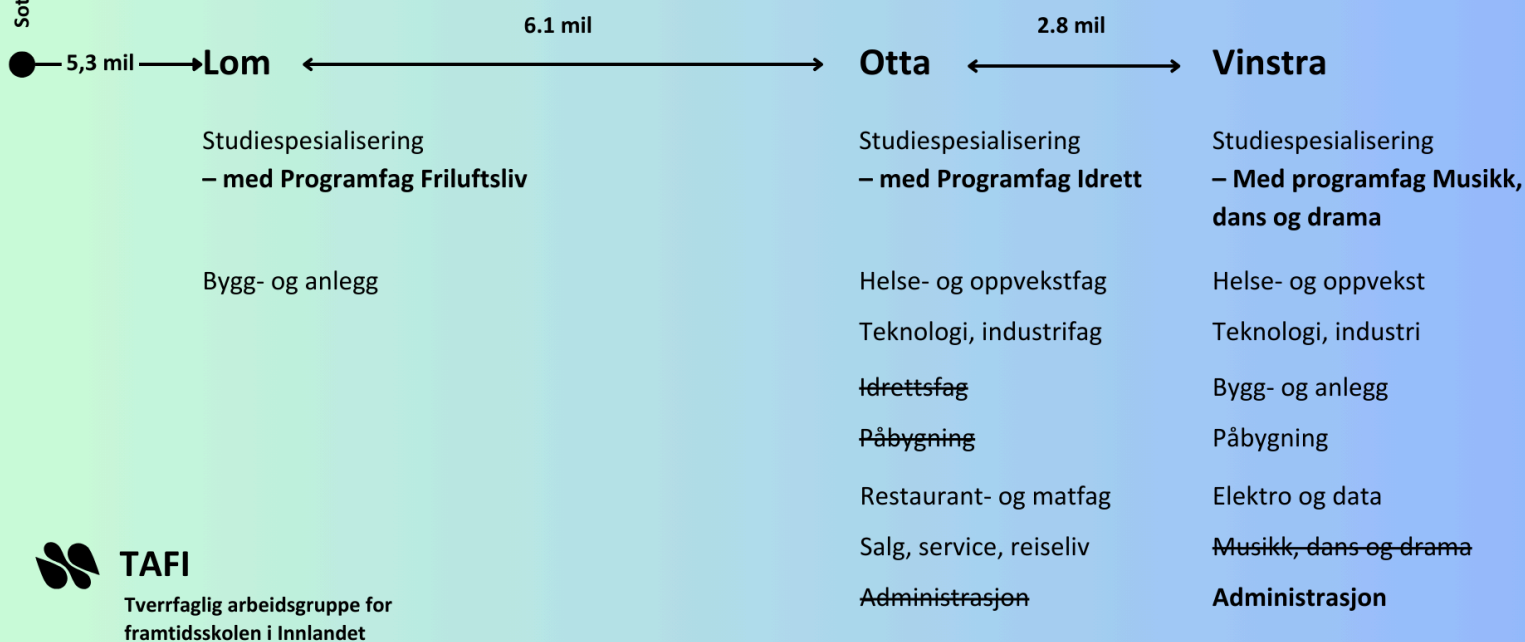 Sot
6.1 mil
2.8 mil
5,3 mil
Lom
Otta
Vinstra
Studiespesialisering
– med Programfag Friluftsliv
Bygg- og anlegg
Studiespesialisering
– med Programfag Idrett
Helse- og oppvekstfag
Teknologi, industrifag
Idrettsfag
Påbygning
Restaurant- og matfag
Salg, service, reiseliv
Administrasjon
Studiespesialisering
– Med programfag Musikk,
dans og drama
Helse- og oppvekst
Teknologi, industri
Bygg- og anlegg
Påbygning
Elektro og data
Musikk, dans og drama
Administrasjon
TAFI
Tverrfaglig arbeidsgruppe for
framtidsskolen i Innlandet